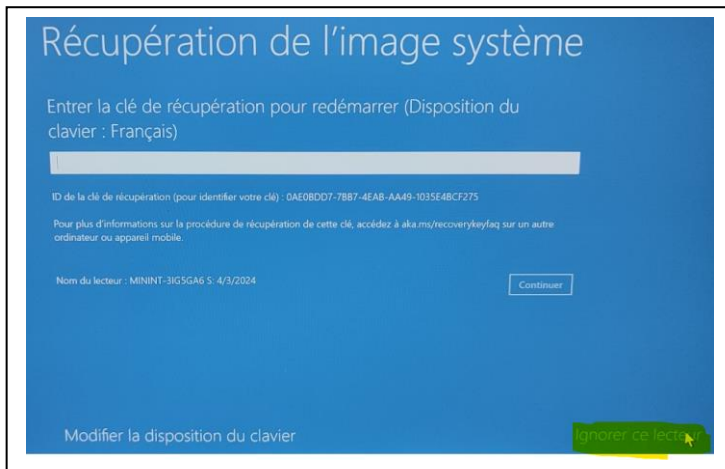 Récupération de l'image système
Entrer la clé de récupération pour redémarrer (Disposition du
clavier : Français)
ID de la clé de récupération (pour identifier votre clé) : 0AE0BDD7-7BB7-4EAB-AA49-1035E4BCF275
Pour plus d'informations sur la procédure de récupération de cette clé, accédez à aka.ms/recoverykeyfaq sur un autre
ordinateur ou appareil mobile.
Nom du lecteur : MININT-3IG5GA6 S: 4/3/2024
Continuer
Modifier la disposition du clavier
Ignorer ce lecteur